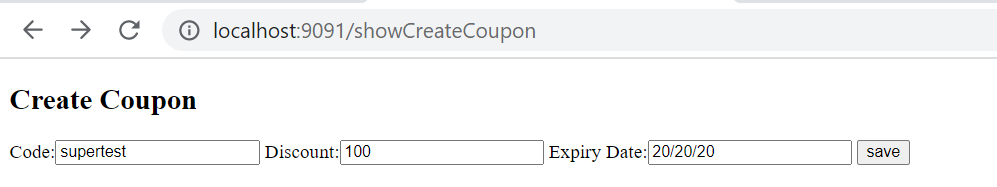 localhost:9091/showCreateCoupon
Create Coupon
Code: supertest Discount: 100 Expiry Date: 20/20/20 save